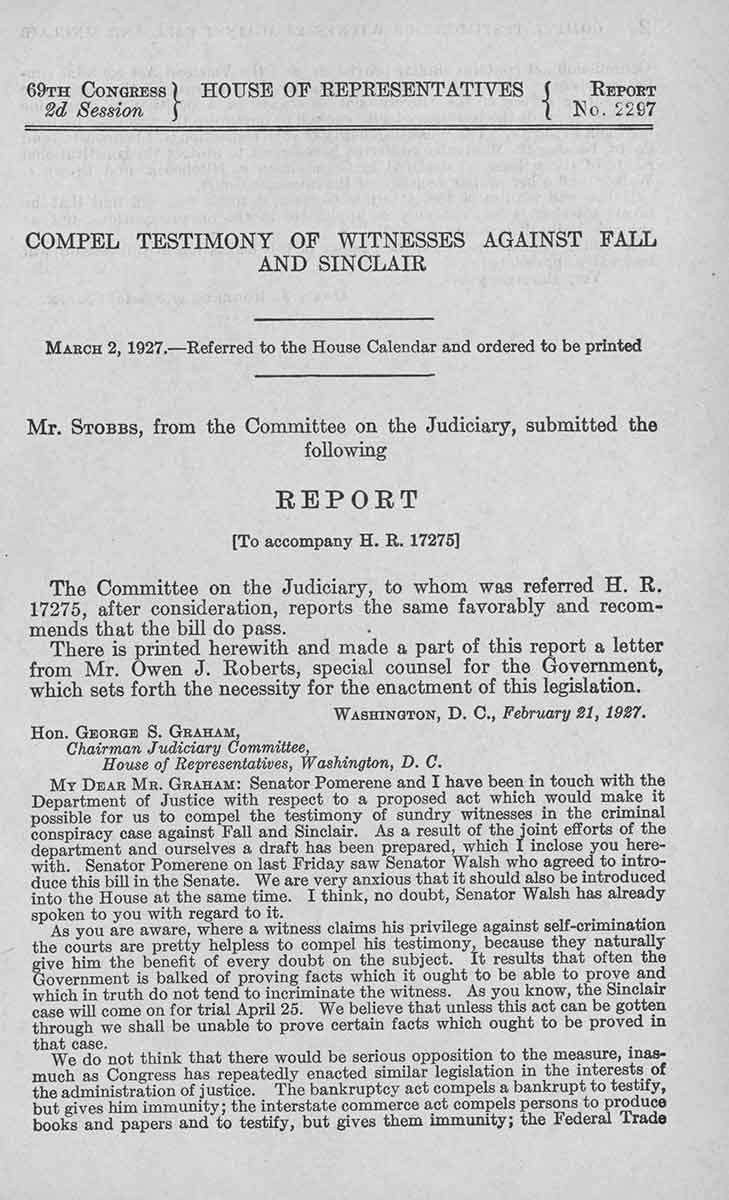 69TH CONGRESS } HOUSE OF REPRESENTATIVES { REPORT
2d Session } { No. 2297
COMPEL TESTIMONY OF WITNESSES AGAINST FALL
AND SINCLAIR
MARCH 2, 1927.—Referred to the House Calendar and ordered to be printed
Mr. STOBBS, from the Committee on the Judiciary, submitted the
following
REPORT
[To accompany H. R. 17275]
The Committee on the Judiciary, to whom was referred H. R.
17275, after consideration, reports the same favorably and recom-
mends that the bill do pass.
There is printed herewith and made a part of this report a letter
from Mr. Owen J. Roberts, special counsel for the Government,
which sets forth the necessity for the enactment of this legislation.
WASHINGTON, D. C., February 21, 1927.
Hon. GEORGE S. GRAHAM,
Chairman Judiciary Committee,
House of Representatives, Washington, D. C.
MY DEAR MR. GRAHAM: Senator Pomerene and I have been in touch with the
Department of Justice with respect to a proposed act which would make it
possible for us to compel the testimony of sundry witnesses in the criminal
conspiracy case against Fall and Sinclair. As a result of the joint efforts of the
department and ourselves a draft has been prepared, which I inclose you here-
with. Senator Pomerene on last Friday saw Senator Walsh who agreed to intro-
duce this bill in the Senate. We are very anxious that it should also be introduced
into the House at the same time. I think, no doubt, Senator Walsh has already
spoken to you with regard to it.
As you are aware, where a witness claims his privilege against self-crimination
the courts are pretty helpless to compel his testimony, because they naturally
give him the benefit of every doubt on the subject. It results that often the
Government is balked of proving facts which it ought to be able to prove and
which in truth do not tend to incriminate the witness. As you know, the Sinclair
case will come on for trial April 25. We believe that unless this act can be gotten
through we shall be unable to prove certain facts which ought to be proved in
that case.
We do not think that there would be serious opposition to the measure, inas-
much as Congress has repeatedly enacted similar legislation in the interests of
the administration of justice. The bankruptcy act compels a bankrupt to testify,
but gives him immunity; the interstate commerce act compels persons to produce
books and papers and to testify, but gives them immunity; the Federal Trade